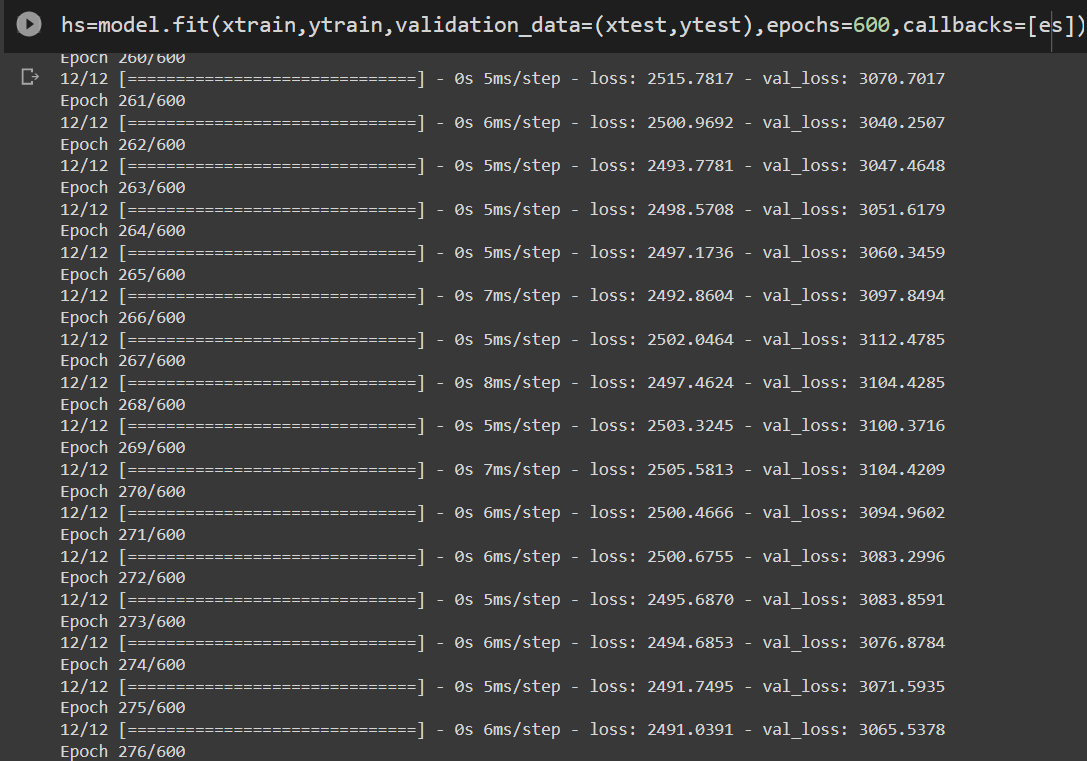 hs=model.fit(xtrain,ytrain,validation_data=(xtest,ytest),epochs=600,callbacks=[es])
Epoch 260/600
12/12 [==============================] - 0s 5ms/step - loss: 2515.7817 - val_loss: 3070.7017
Epoch 261/600
12/12 [==============================] - 0s 6ms/step - loss: 2500.9692 - val_loss: 3040.2507
Epoch 262/600
12/12 [==============================] - 0s 5ms/step - loss: 2493.7781 - val_loss: 3047.4648
Epoch 263/600
12/12 [==============================] - 0s 5ms/step - loss: 2498.5708 - val_loss: 3051.6179
Epoch 264/600
12/12 [==============================] - 0s 5ms/step - loss: 2497.1736 - val_loss: 3060.3459
Epoch 265/600
12/12 [==============================] - 0s 7ms/step - loss: 2492.8604 - val_loss: 3097.8494
Epoch 266/600
12/12 [==============================] - 0s 5ms/step - loss: 2502.0464 - val_loss: 3112.4785
Epoch 267/600
12/12 [==============================] - 0s 8ms/step - loss: 2497.4624 - val_loss: 3104.4285
Epoch 268/600
12/12 [==============================] - 0s 5ms/step - loss: 2503.3245 - val_loss: 3100.3716
Epoch 269/600
12/12 [==============================] - 0s 7ms/step - loss: 2505.5813 - val_loss: 3104.4209
Epoch 270/600
12/12 [==============================] - 0s 6ms/step - loss: 2500.4666 - val_loss: 3094.9602
Epoch 271/600
12/12 [==============================] - 0s 6ms/step - loss: 2500.6755 - val_loss: 3083.2996
Epoch 272/600
12/12 [==============================] - 0s 5ms/step - loss: 2495.6870 - val_loss: 3083.8591
Epoch 273/600
12/12 [==============================] - 0s 6ms/step - loss: 2494.6853 - val_loss: 3076.8784
Epoch 274/600
12/12 [==============================] - 0s 5ms/step - loss: 2491.7495 - val_loss: 3071.5935
Epoch 275/600
12/12 [==============================] - 0s 6ms/step - loss: 2491.0391 - val_loss: 3065.5378
Epoch 276/600